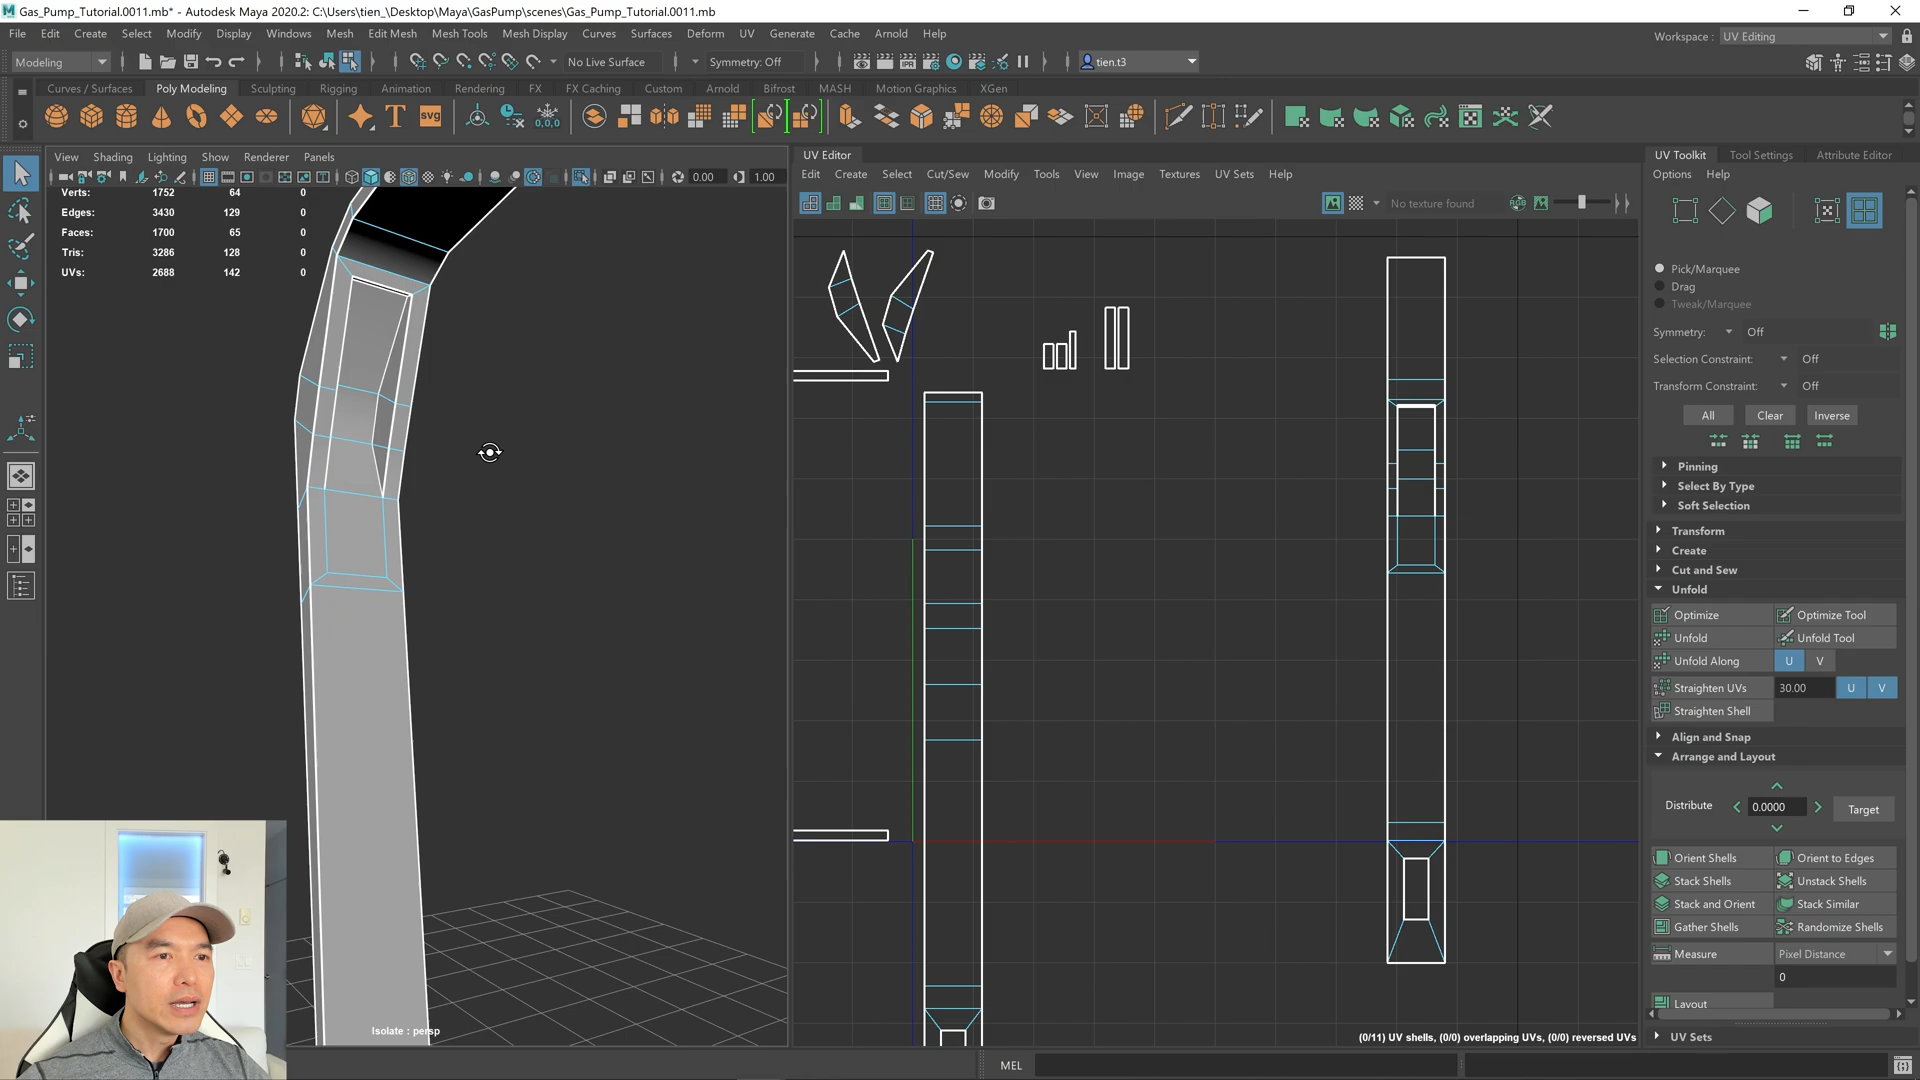 Gas_Pump_Tutorial.0011.mb* - Autodesk Maya 2020.2: C:\Users\tien_\Desktop\Maya\GasPump\scenes\Gas_Pump_Tutorial.0011.mb
File Edit Create Select Modify Display Windows Mesh Edit Mesh Mesh Tools Mesh Display Curves Surfaces Deform UV Generate Cache Arnold Help
Workspace : UV Editing
Modeling No Live Surface Symmetry: Off tien.t3
Curves / Surfaces Poly Modeling Sculpting Rigging Animation Rendering FX FX Caching Custom Arnold Bifrost MASH Motion Graphics XGen
svg 0,0,0
View Shading Lighting Show Renderer Panels
0.00 1.00
Verts: 1752 64 0
Edges: 3430 129 0
Faces: 1700 65 0
Tris: 3286 128 0
UVs: 2688 142 0
Isolate : persp
UV Editor
Edit Create Select Cut/Sew Modify Tools View Image Textures UV Sets Help
No texture found
RGB
(0/11) UV shells, (0/0) overlapping UVs, (0/0) reversed UVs
UV Toolkit Tool Settings Attribute Editor
Options Help
Pick/Marquee
Drag
Tweak/Marquee
Symmetry: Off
Selection Constraint: Off
Transform Constraint: Off
All Clear Inverse
Pinning
Select By Type
Soft Selection
Transform
Create
Cut and Sew
Unfold
Optimize Optimize Tool
Unfold Unfold Tool
Unfold Along U V
Straighten UVs 30.00 U V
Straighten Shell
Align and Snap
Arrange and Layout
Distribute 0.0000 Target
Orient Shells Orient to Edges
Stack Shells Unstack Shells
Stack and Orient Stack Similar
Gather Shells Randomize Shells
Measure Pixel Distance
0
Layout
UV Sets
MEL